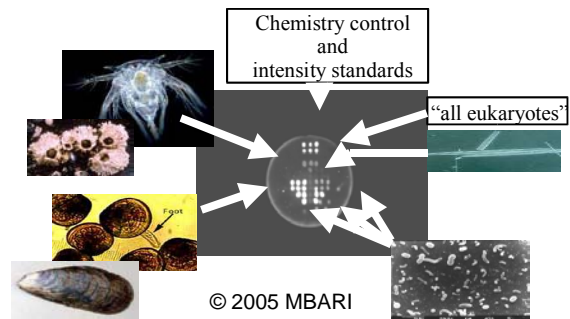 Chemistry control
and
intensity standards
“all eukaryotes”
Foot
© 2005 MBARI